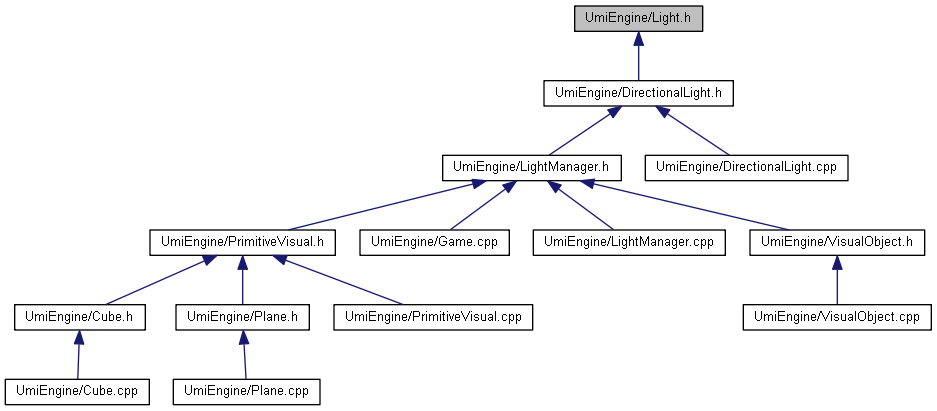 UmiEngine/Light.h
UmiEngine/DirectionalLight.h
UmiEngine/LightManager.h
UmiEngine/DirectionalLight.cpp
UmiEngine/PrimitiveVisual.h
UmiEngine/Game.cpp
UmiEngine/LightManager.cpp
UmiEngine/VisualObject.h
UmiEngine/Cube.h
UmiEngine/Plane.h
UmiEngine/PrimitiveVisual.cpp
UmiEngine/VisualObject.cpp
UmiEngine/Cube.cpp
UmiEngine/Plane.cpp